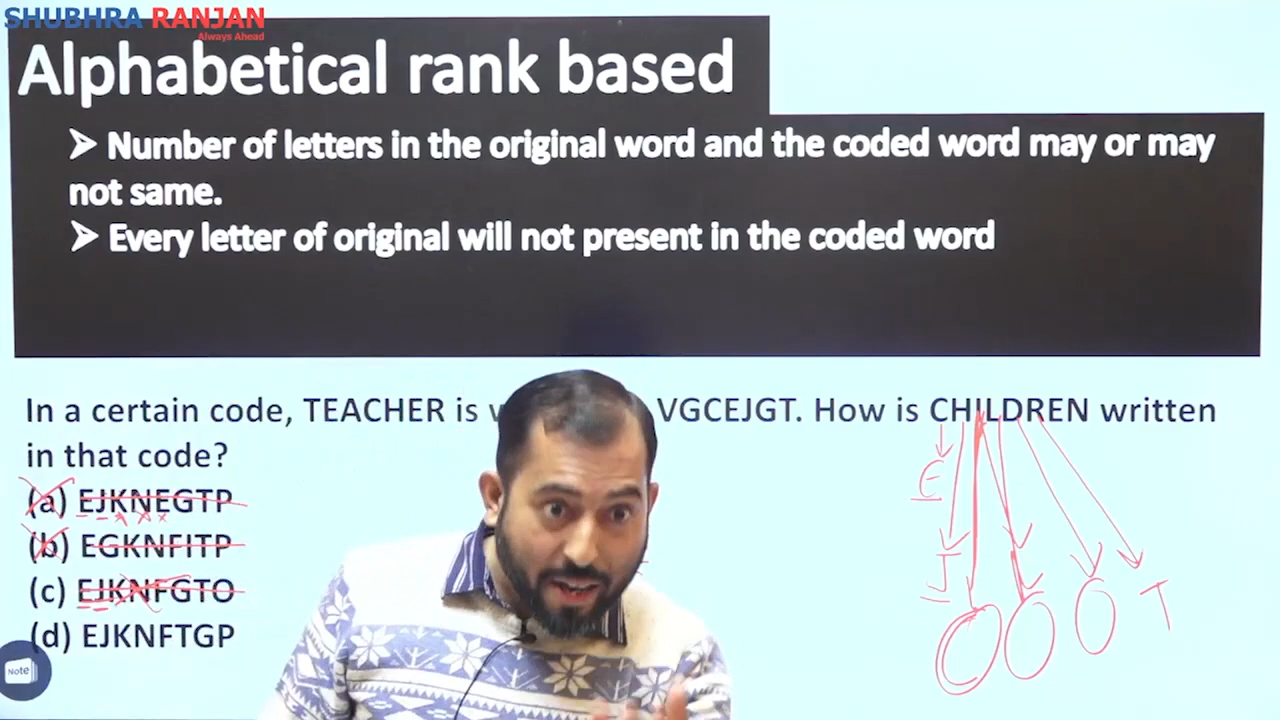 SHUBHRA RANJAN
Always Ahead
Alphabetical rank based
➤ Number of letters in the original word and the coded word may or may
not same.
➤ Every letter of original will not present in the coded word
In a certain code, TEACHER is VGCEJGT. How is CHILDREN written
in that code?
(a) EJKNEGTP
(b) EGKNFITP
(c) EJKNFGTO
(d) EJKNFTGP
E
J
T
Note